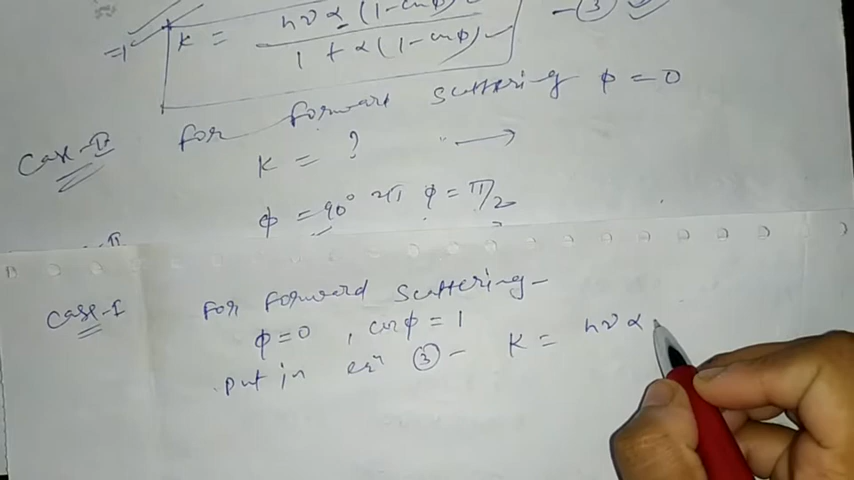 K = hνα(1-cosφ) / 1 + α(1-cosφ) - ③
Case-II for forward scattering φ = 0
K = ? →
φ = 90° या φ = π/2
Case-I for forward scattering -
φ = 0 , cosφ = 1
put in eqn ③ - K = hνα